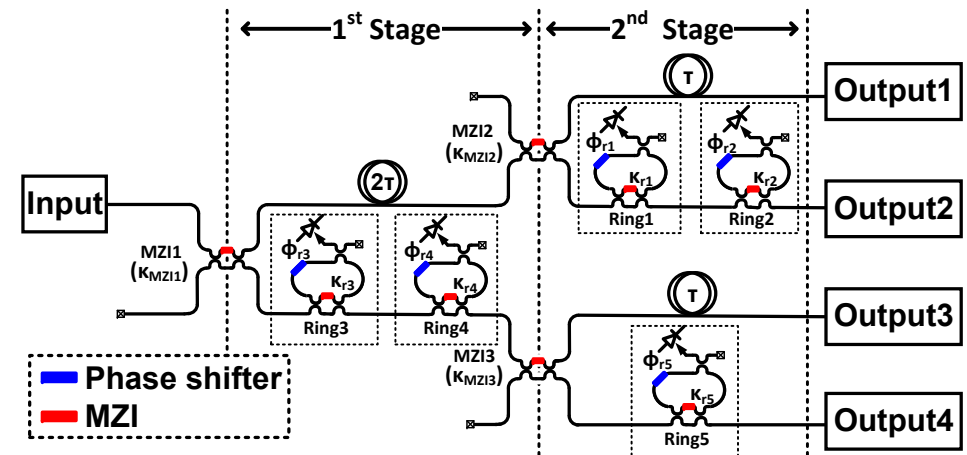 1st Stage
2nd Stage
τ
Output1
MZI2
(κMZI2)
ϕr1
κr1
Ring1
ϕr2
κr2
Ring2
2τ
Input
Output2
MZI1
(κMZI1)
ϕr3
κr3
Ring3
ϕr4
κr4
Ring4
τ
Output3
MZI3
(κMZI3)
ϕr5
κr5
Ring5
Output4
Phase shifter
MZI